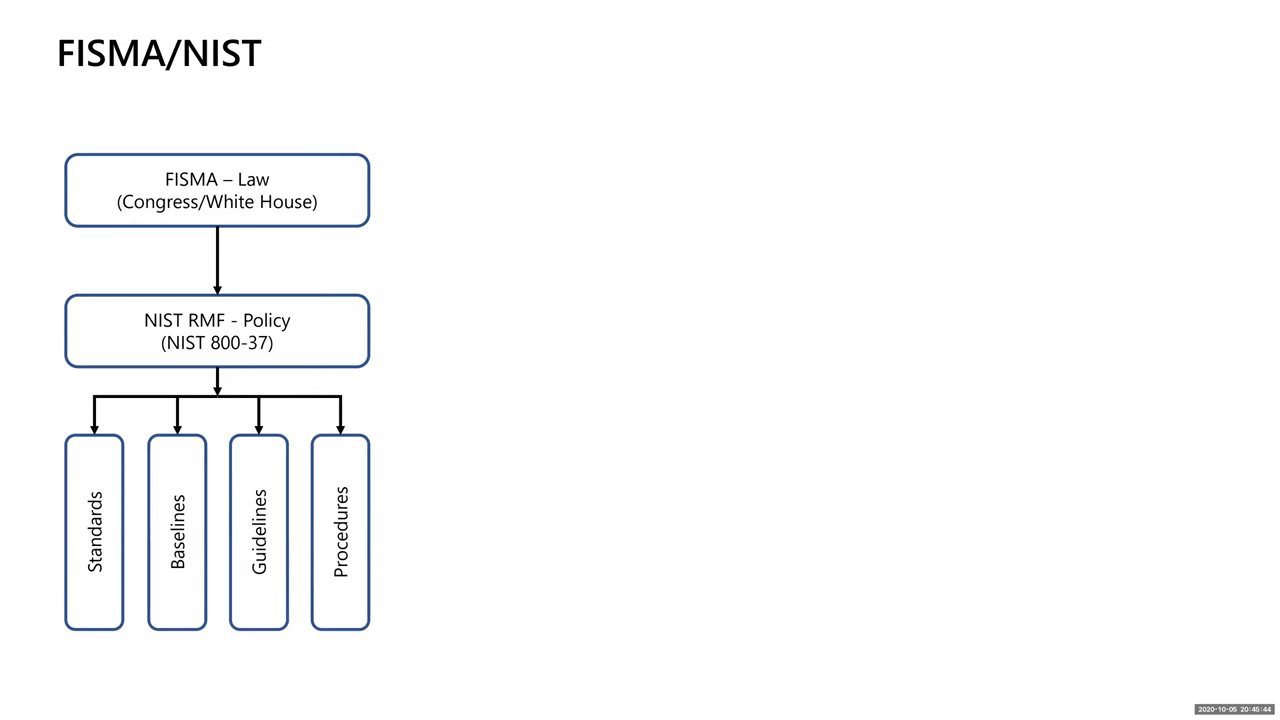 FISMA/NIST
FISMA – Law
(Congress/White House)
NIST RMF - Policy
(NIST 800-37)
Standards
Baselines
Guidelines
Procedures
2020-10-05 20:45:44